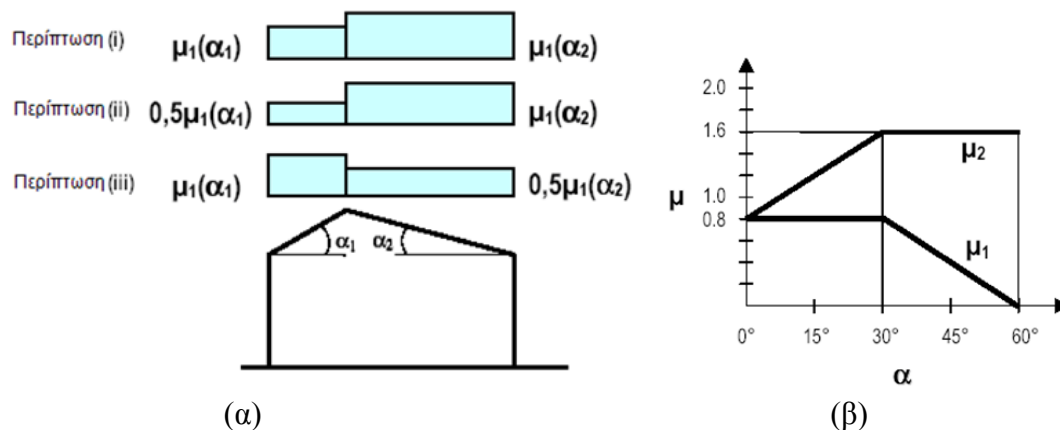 Περίπτωση (i) μ₁(α₁) μ₁(α₂)
Περίπτωση (ii) 0,5μ₁(α₁) μ₁(α₂)
Περίπτωση (iii) μ₁(α₁) 0,5μ₁(α₂)
α₁ α₂
(α)
2.0
1.6
μ₂
μ 1.0
0.8
μ₁
0° 15° 30° 45° 60°
α
(β)